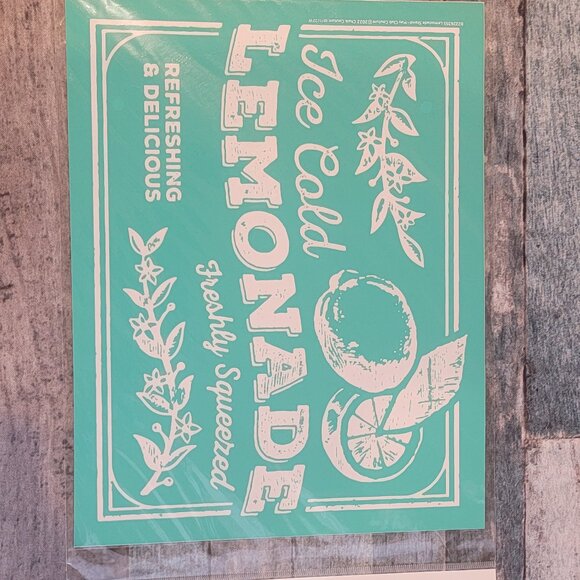 Ice Cold
LEMONADE
Freshly Squeezed
REFRESHING
& DELICIOUS